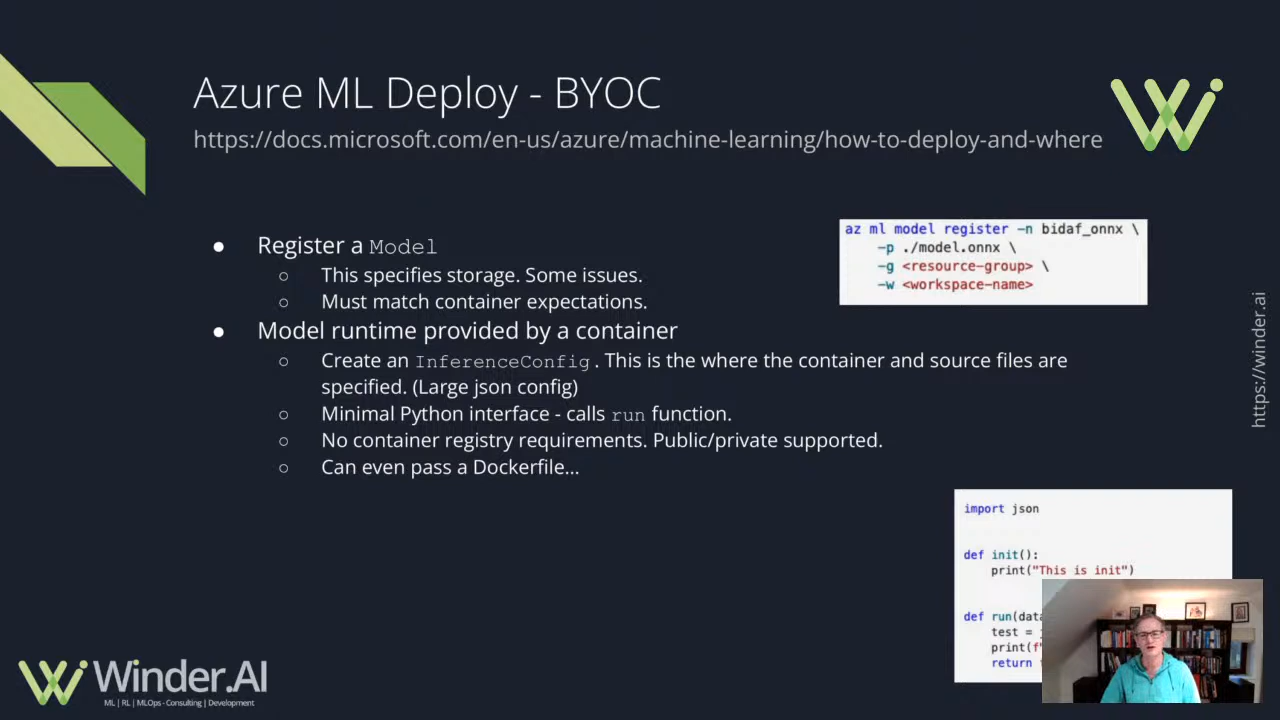 Azure ML Deploy - BYOC
https://docs.microsoft.com/en-us/azure/machine-learning/how-to-deploy-and-where
● Register a Model
○ This specifies storage. Some issues.
○ Must match container expectations.
● Model runtime provided by a container
○ Create an InferenceConfig. This is the where the container and source files are
specified. (Large json config)
○ Minimal Python interface - calls run function.
○ No container registry requirements. Public/private supported.
○ Can even pass a Dockerfile...
az ml model register -n bidaf_onnx \
-p ./model.onnx \
-g <resource-group> \
-w <workspace-name>
https://winder.ai
import json
def init():
print("This is init")
def run(data
test =
print(f"
return
Winder.AI
ML | RL | MLOps - Consulting | Development